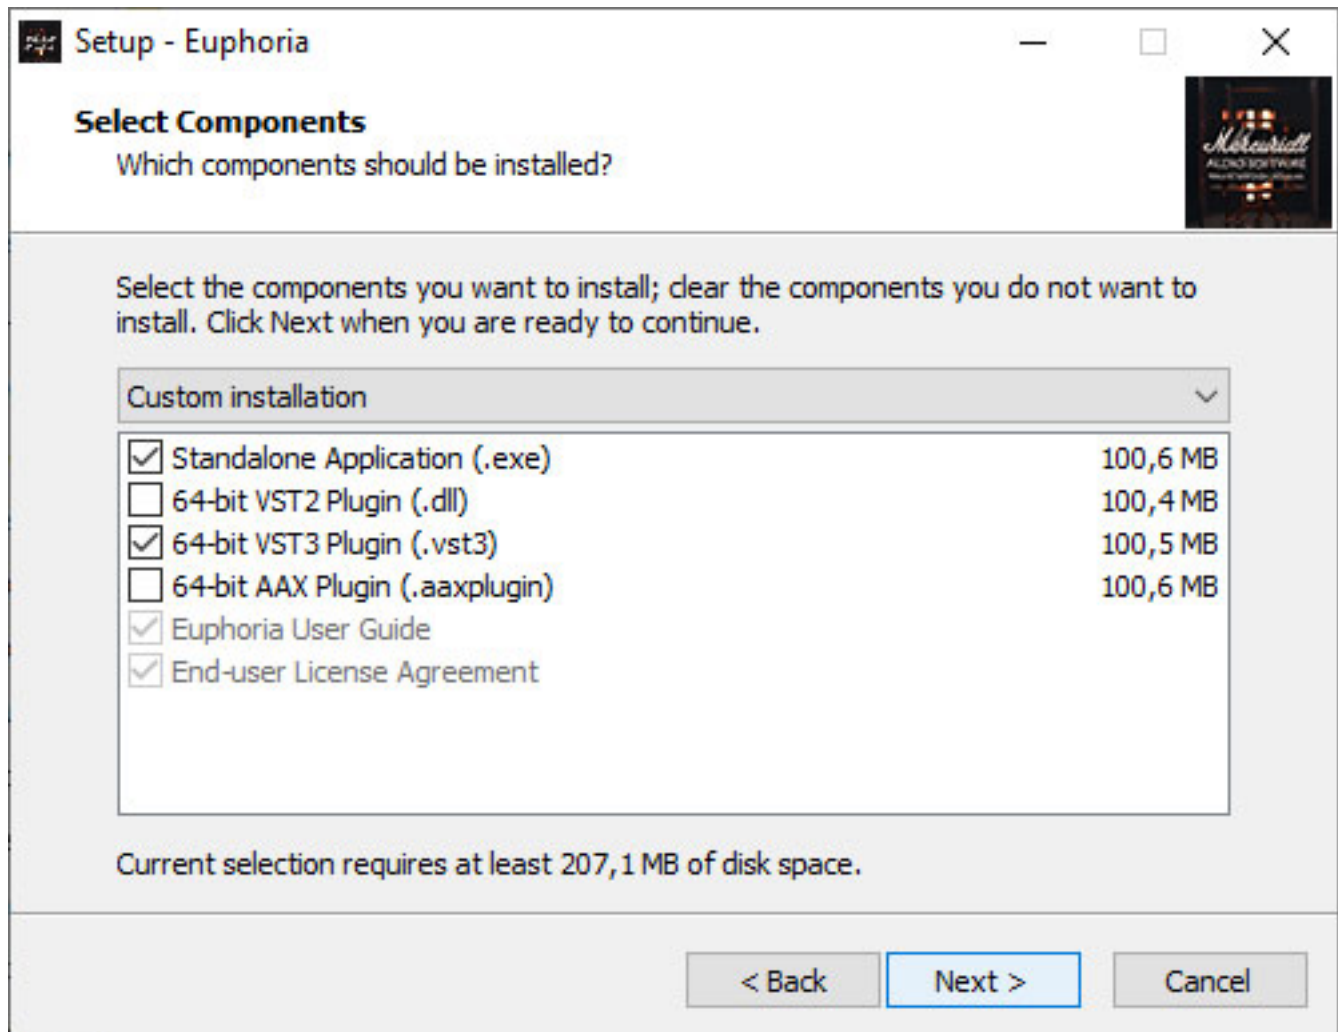 Setup - Euphoria
Select Components
Which components should be installed?
Mercuriall
AUDIO SOFTWARE
Select the components you want to install; clear the components you do not want to
install. Click Next when you are ready to continue.
Custom installation
Standalone Application (.exe) 100,6 MB
64-bit VST2 Plugin (.dll) 100,4 MB
64-bit VST3 Plugin (.vst3) 100,5 MB
64-bit AAX Plugin (.aaxplugin) 100,6 MB
Euphoria User Guide
End-user License Agreement
Current selection requires at least 207,1 MB of disk space.
< Back Next > Cancel